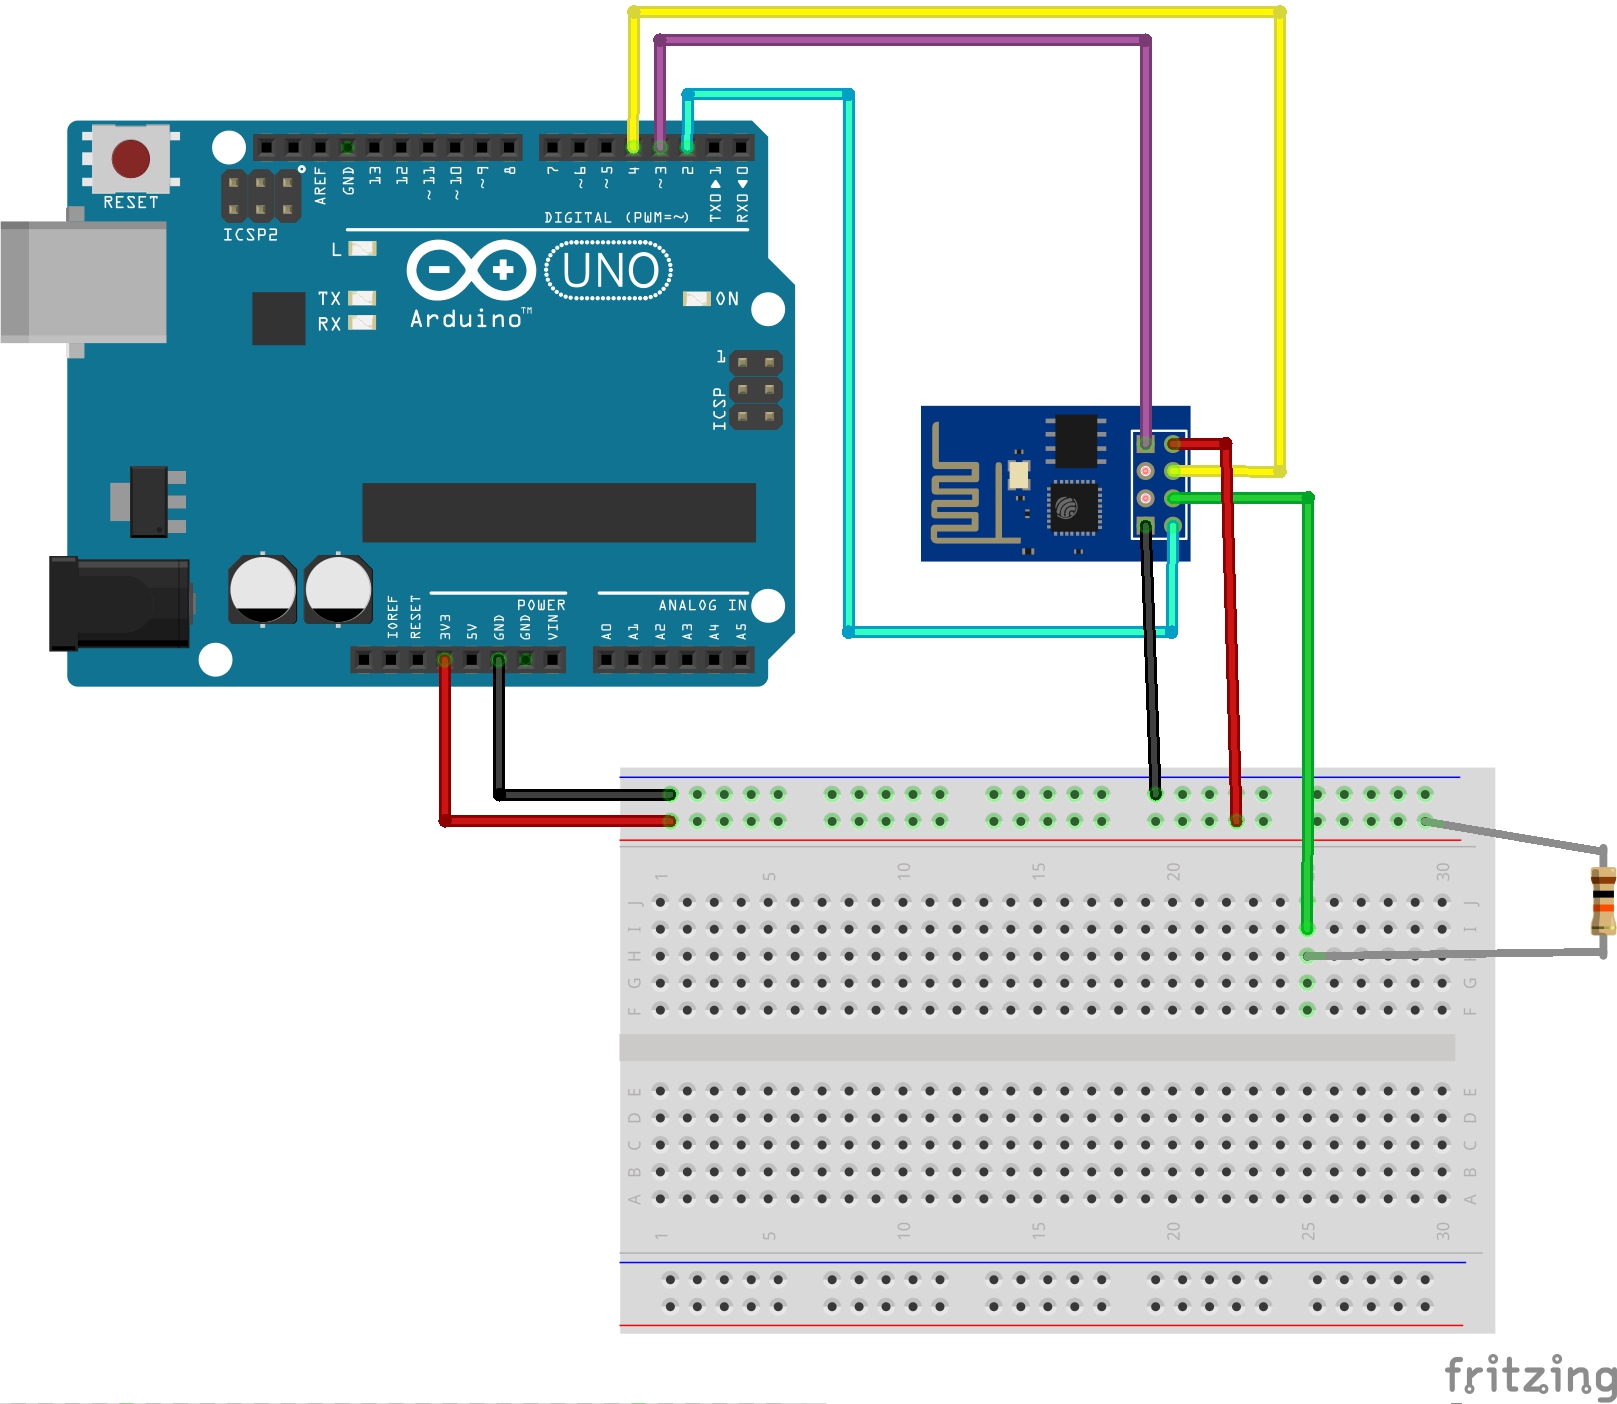 RESET
ICSP2
AREF
GND
13
12
~11
~10
~9
8
7
~6
~5
4
~3
2
TX0▶1
RX0◀0
DIGITAL (PWM=~)
L
TX
RX
Arduino™
UNO
ON
1
ICSP
IOREF
RESET
3V3
5V
GND
GND
VIN
POWER
ANALOG IN
A0
A1
A2
A3
A4
A5
1 5 10 15 20 30
J J
I I
H
G G
F F
E E
D D
C C
B B
A A
1 5 10 15 20 25 30
fritzing